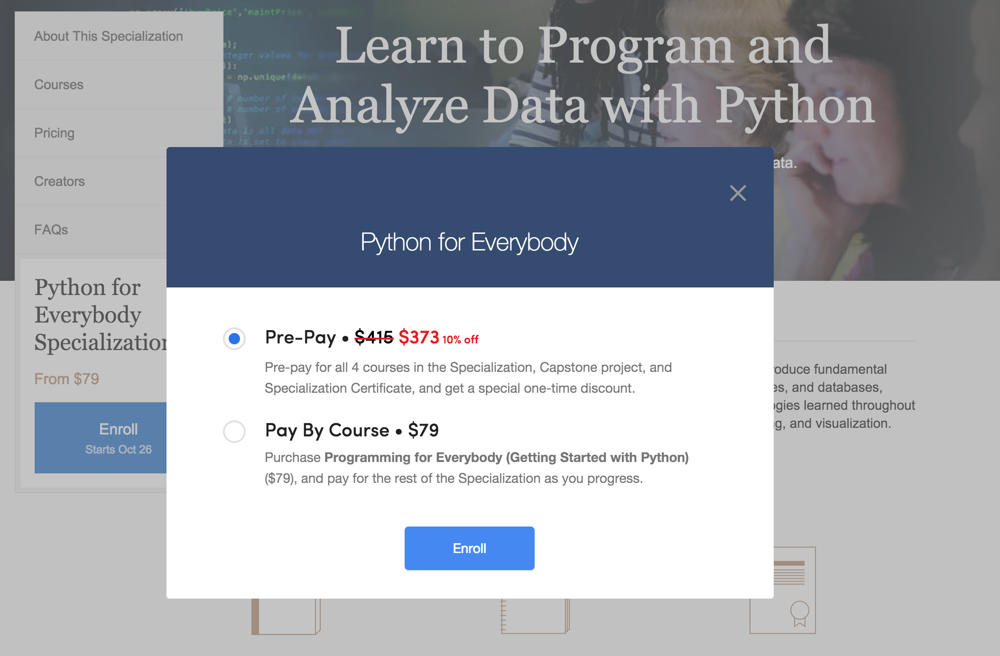 About This Specialization
Courses
Pricing
Creators
FAQs
Python for
Everybody
Specialization
From $79
Enroll
Starts Oct 26
Learn to Program and
Analyze Data with Python
ata.
Python for Everybody
Pre-Pay • $415 $373 10% off
Pre-pay for all 4 courses in the Specialization, Capstone project, and
Specialization Certificate, and get a special one-time discount.
Pay By Course • $79
Purchase Programming for Everybody (Getting Started with Python)
($79), and pay for the rest of the Specialization as you progress.
Enroll
roduce fundamental
es, and databases,
ogies learned throughout
g, and visualization.